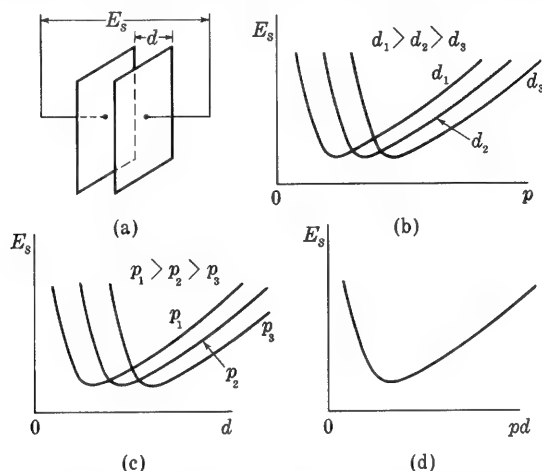 E_s
d
(a)
E_s
d_1 > d_2 > d_3
d_1
d_3
d_2
0
p
(b)
E_s
p_1 > p_2 > p_3
p_1
p_3
p_2
0
d
(c)
E_s
0
pd
(d)